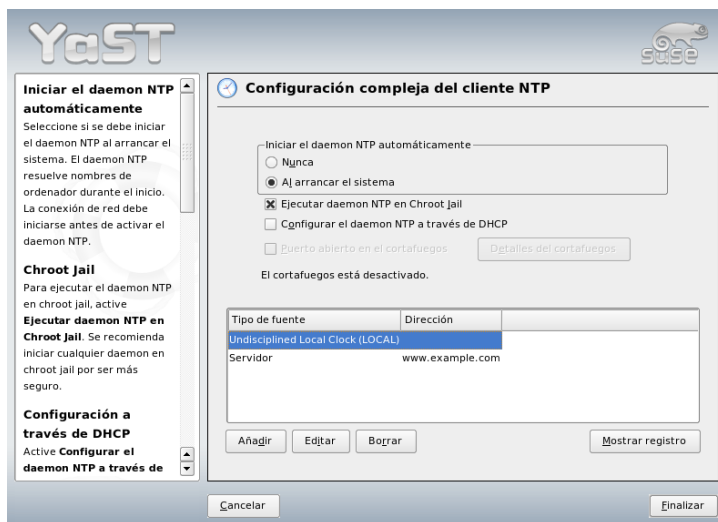 YaST
SUSE
Iniciar el daemon NTP
automáticamente
Seleccione si se debe iniciar
el daemon NTP al arrancar el
sistema. El daemon NTP
resuelve nombres de
ordenador durante el inicio.
La conexión de red debe
iniciarse antes de activar el
daemon NTP.
Chroot Jail
Para ejecutar el daemon NTP
en chroot jail, active
Ejecutar daemon NTP en
Chroot Jail. Se recomienda
iniciar cualquier daemon en
chroot jail por ser más
seguro.
Configuración a
través de DHCP
Active Configurar el
daemon NTP a través de
Configuración compleja del cliente NTP
Iniciar el daemon NTP automáticamente
Nunca
Al arrancar el sistema
Ejecutar daemon NTP en Chroot Jail
Configurar el daemon NTP a través de DHCP
Puerto abierto en el cortafuegos Detalles del cortafuegos
El cortafuegos está desactivado.
Tipo de fuente Dirección
Undisciplined Local Clock (LOCAL)
Servidor www.example.com
Añadir Editar Borrar Mostrar registro
Cancelar Finalizar